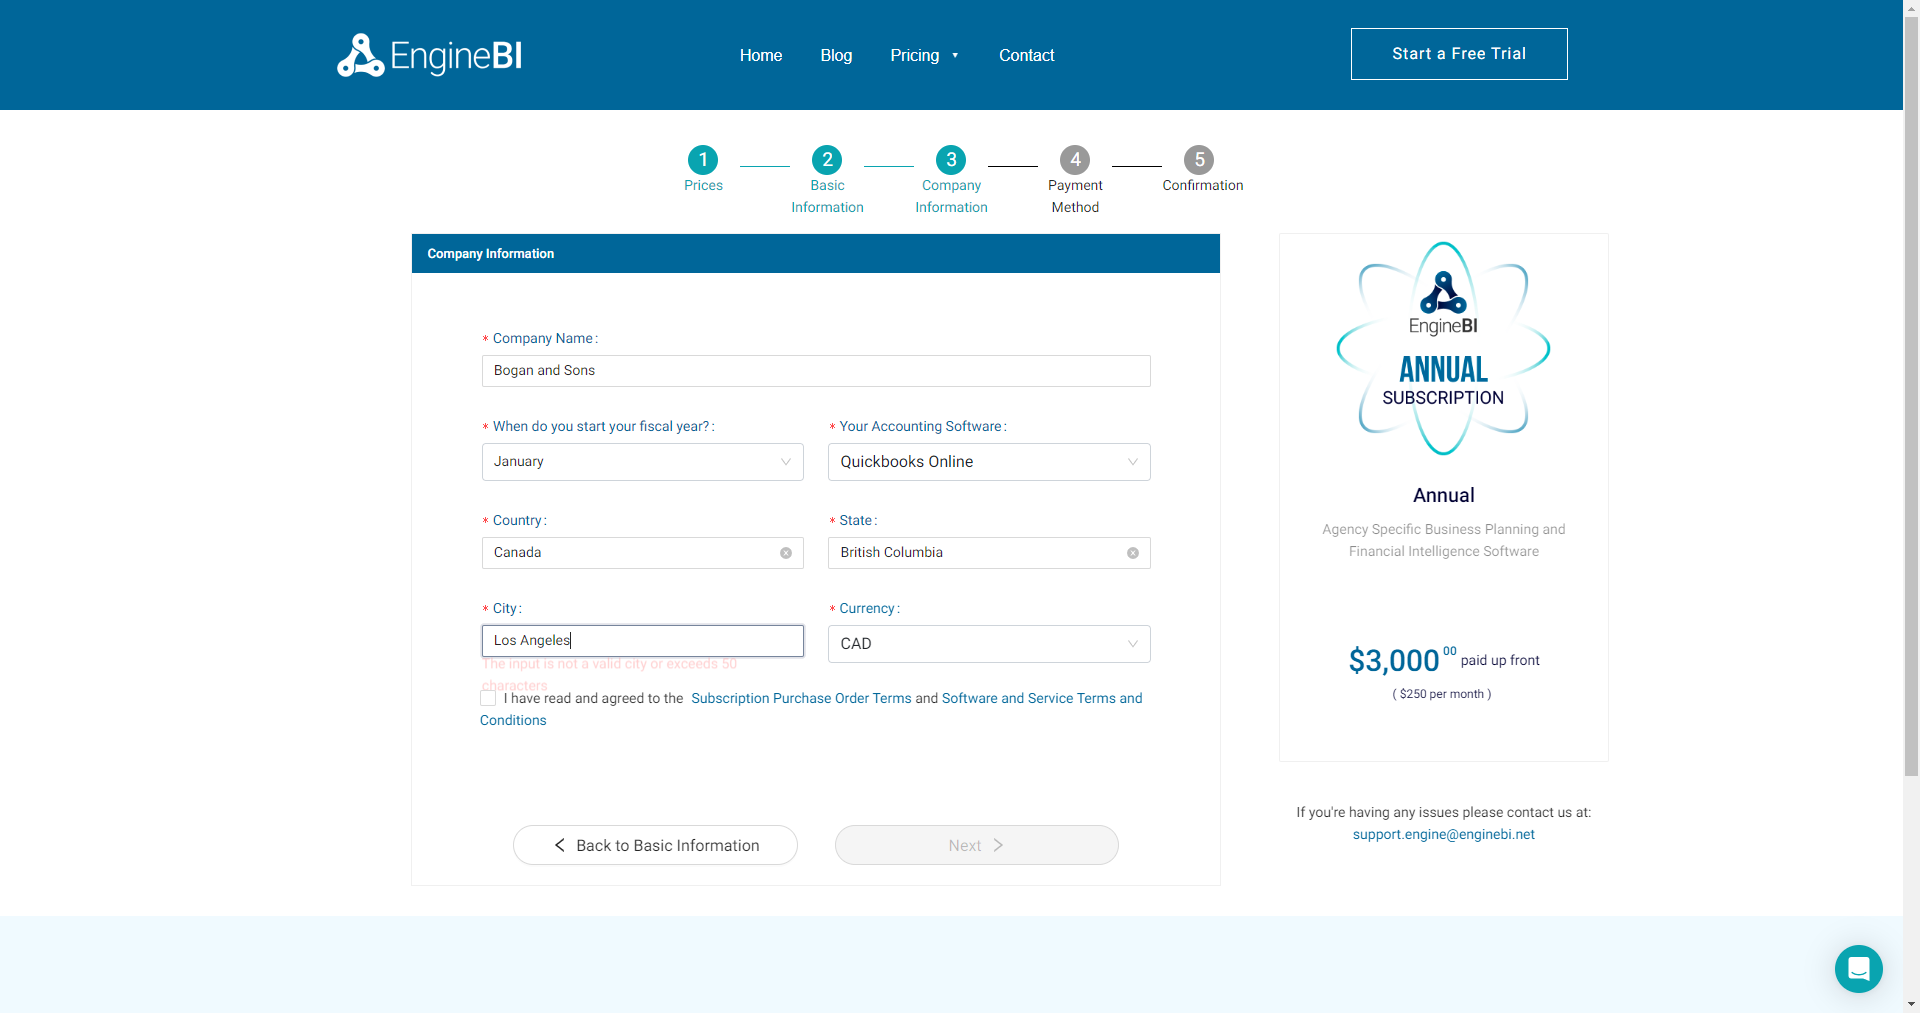 EngineBI
Home
Blog
Pricing
Contact
Start a Free Trial
1
2
3
4
5
Prices
Basic
Information
Company
Information
Payment
Method
Confirmation
Company Information
* Company Name :
Bogan and Sons
* When do you start your fiscal year? :
* Your Accounting Software :
January
Quickbooks Online
* Country :
* State :
Canada
British Columbia
* City :
* Currency :
Los Angeles
CAD
The input is not a valid city or exceeds 50
characters
I have read and agreed to the Subscription Purchase Order Terms and Software and Service Terms and
Conditions
Back to Basic Information
Next
EngineBI
ANNUAL
SUBSCRIPTION
Annual
Agency Specific Business Planning and
Financial Intelligence Software
$3,000 00 paid up front
( $250 per month )
If you're having any issues please contact us at:
support.engine@enginebi.net